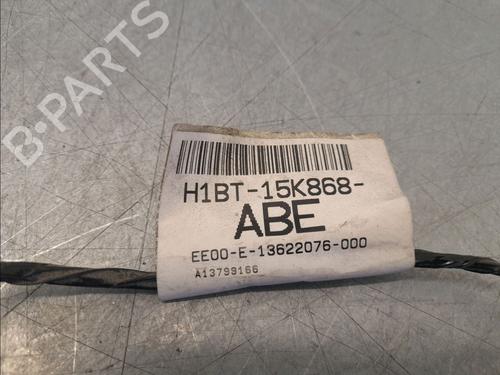 B-PARTS
H1BT-15K868-
ABE
EE00-E-13622076-000
A13799166